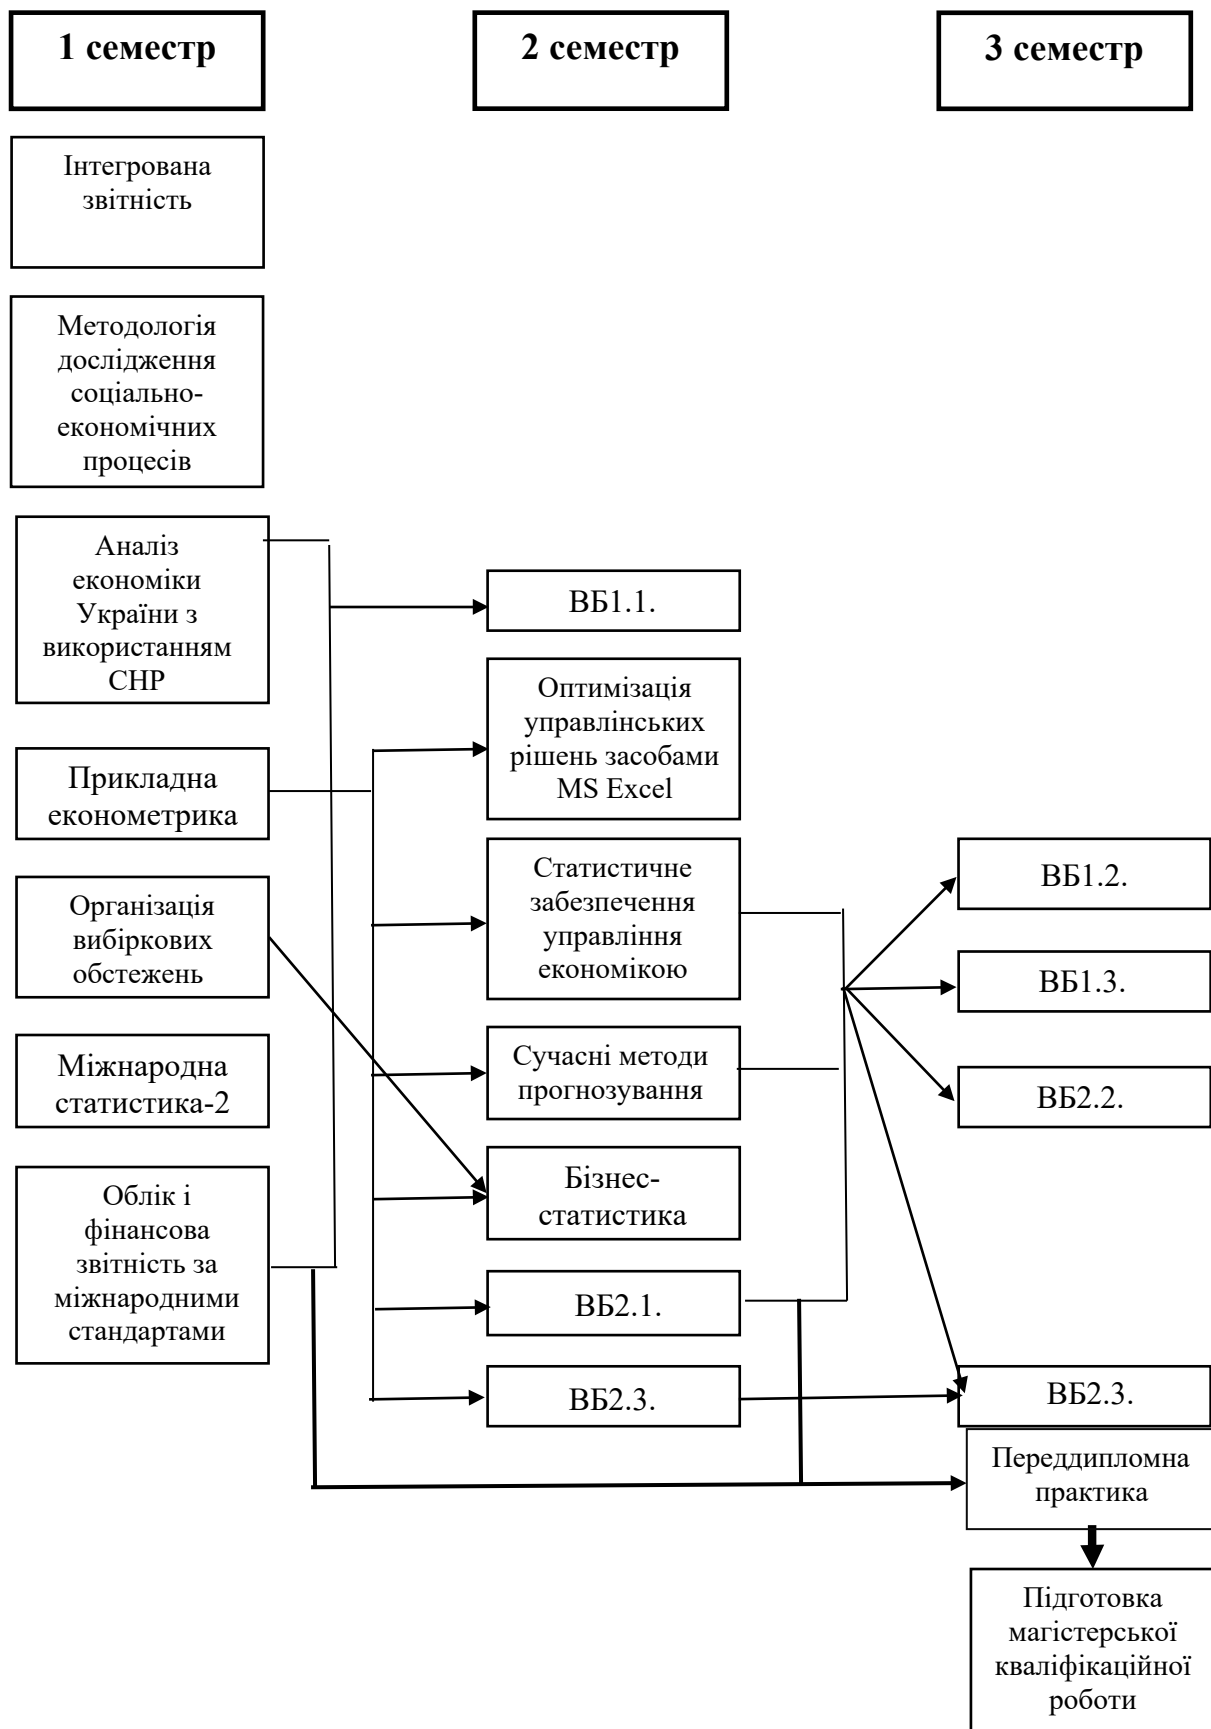 1 семестр
2 семестр
3 семестр
Інтегрована
звітність
Методологія
дослідження
соціально-
економічних
процесів
Аналіз
економіки
України з
використанням
СНР
Прикладна
економетрика
Організація
вибіркових
обстежень
Міжнародна
статистика-2
Облік і
фінансова
звітність за
міжнародними
стандартами
ВБ1.1.
Оптимізація
управлінських
рішень засобами
MS Excel
Статистичне
забезпечення
управління
економікою
Сучасні методи
прогнозування
Бізнес-
статистика
ВБ2.1.
ВБ2.3.
ВБ1.2.
ВБ1.3.
ВБ2.2.
ВБ2.3.
Переддипломна
практика
Підготовка
магістерської
кваліфікаційної
роботи